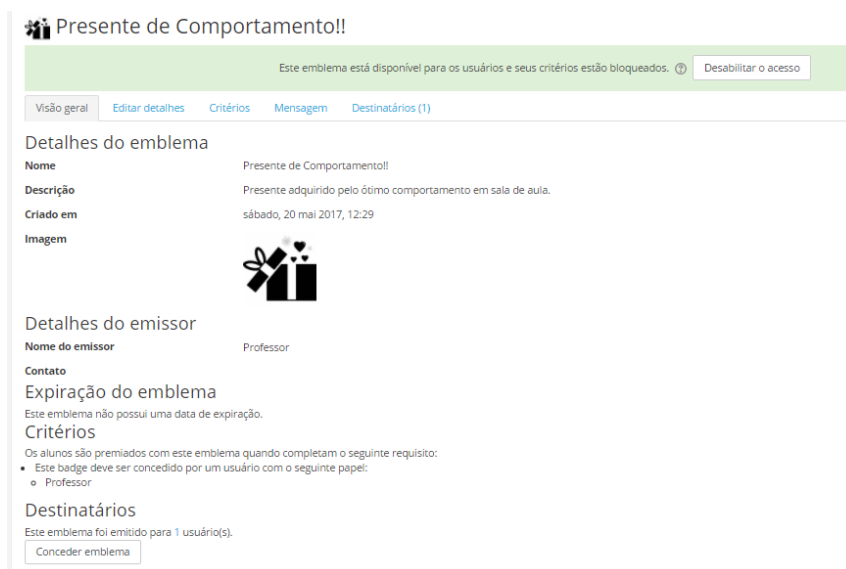 Presente de Comportamento!!
Este emblema está disponível para os usuários e seus critérios estão bloqueados. ? Desabilitar o acesso
Visão geral Editar detalhes Critérios Mensagem Destinatários (1)
Detalhes do emblema
Nome Presente de Comportamento!!
Descrição Presente adquirido pelo ótimo comportamento em sala de aula.
Criado em sábado, 20 mai 2017, 12:29
Imagem
Detalhes do emissor
Nome do emissor Professor
Contato
Expiração do emblema
Este emblema não possui uma data de expiração.
Critérios
Os alunos são premiados com este emblema quando completam o seguinte requisito:
Este badge deve ser concedido por um usuário com o seguinte papel:
Professor
Destinatários
Este emblema foi emitido para 1 usuário(s).
Conceder emblema